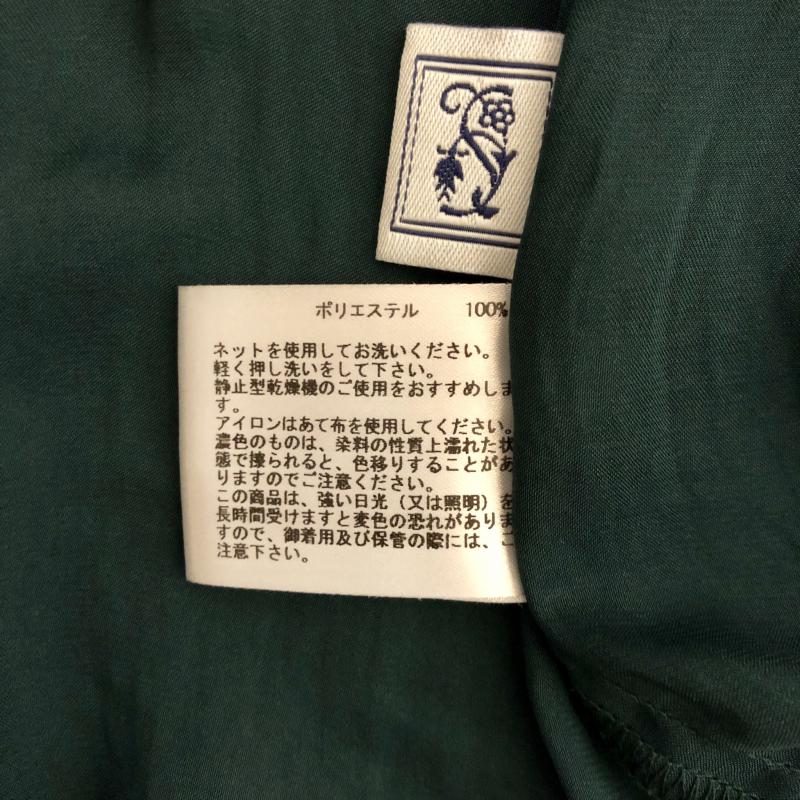 ポリエステル 100%
ネットを使用してお洗いください。
軽く押し洗いをして下さい。
静止型乾燥機のご使用をおすすめしま
す。
アイロンはあて布を使用してください。
濃色のものは、染料の性質上濡れた状
態で擦られると、色移りすることがあ
りますのでご注意ください。
この商品は、強い日光（又は照明）を
長時間受けますと変色の恐れがありま
すので、御着用及び保管の際には、ご
注意下さい。